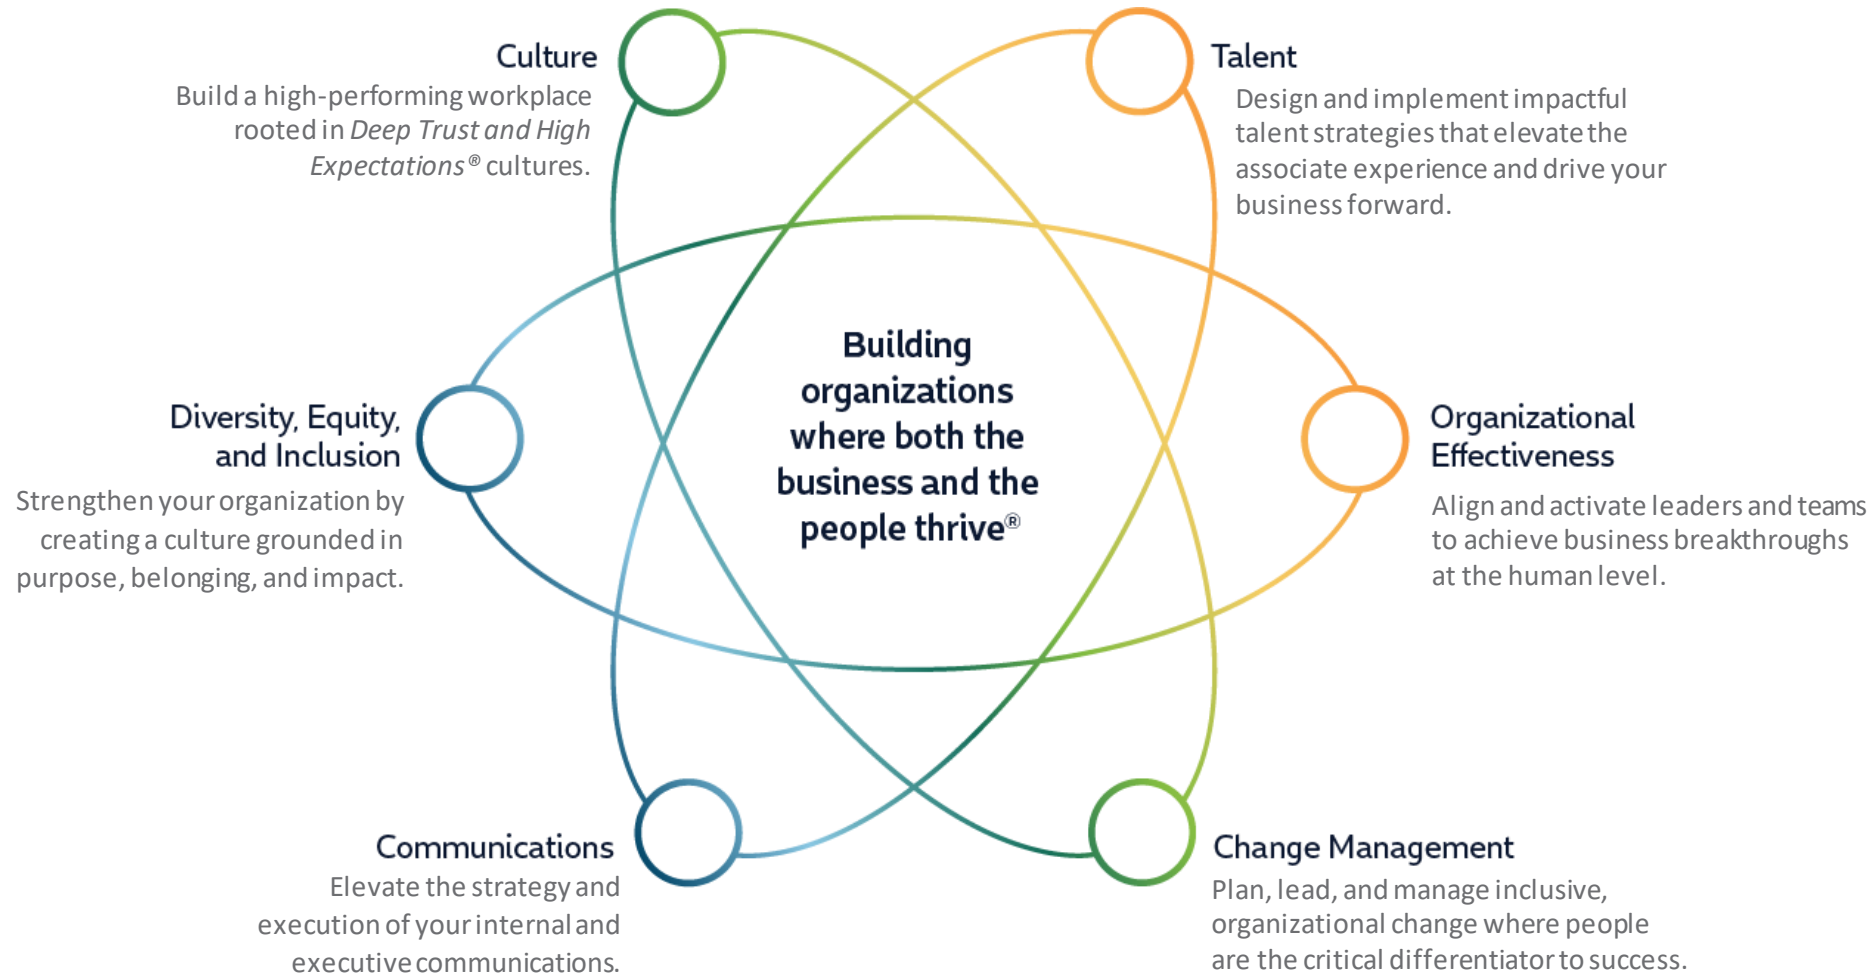 Culture
Build a high-performing workplace
rooted in Deep Trust and High
Expectations® cultures.
Talent
Design and implement impactful
talent strategies that elevate the
associate experience and drive your
business forward.
Diversity, Equity,
and Inclusion
Strengthen your organization by
creating a culture grounded in
purpose, belonging, and impact.
Building
organizations
where both the
business and the
people thrive®
Organizational
Effectiveness
Align and activate leaders and teams
to achieve business breakthroughs
at the human level.
Communications
Elevate the strategy and
execution of your internal and
executive communications.
Change Management
Plan, lead, and manage inclusive,
organizational change where people
are the critical differentiator to success.